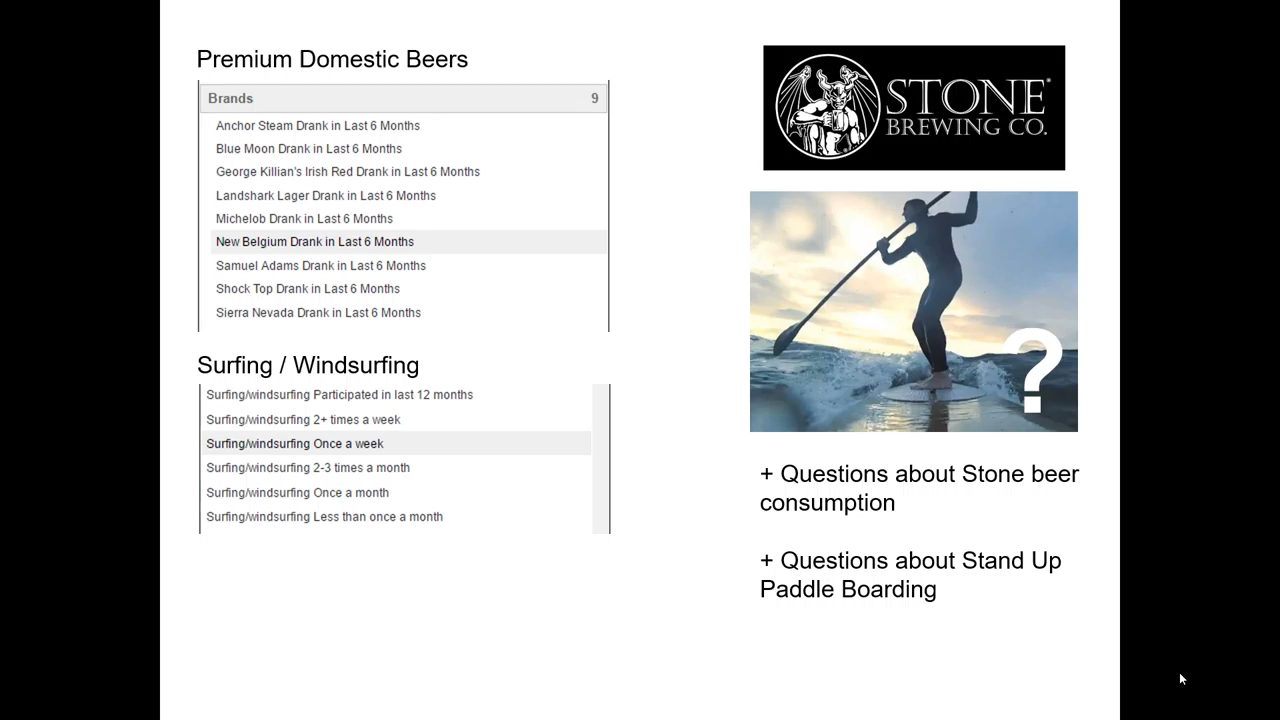 Premium Domestic Beers
Brands 9
Anchor Steam Drank in Last 6 Months
Blue Moon Drank in Last 6 Months
George Killian's Irish Red Drank in Last 6 Months
Landshark Lager Drank in Last 6 Months
Michelob Drank in Last 6 Months
New Belgium Drank in Last 6 Months
Samuel Adams Drank in Last 6 Months
Shock Top Drank in Last 6 Months
Sierra Nevada Drank in Last 6 Months
Surfing / Windsurfing
Surfing/windsurfing Participated in last 12 months
Surfing/windsurfing 2+ times a week
Surfing/windsurfing Once a week
Surfing/windsurfing 2-3 times a month
Surfing/windsurfing Once a month
Surfing/windsurfing Less than once a month
STONE®
BREWING CO.
?
+ Questions about Stone beer
consumption
+ Questions about Stand Up
Paddle Boarding